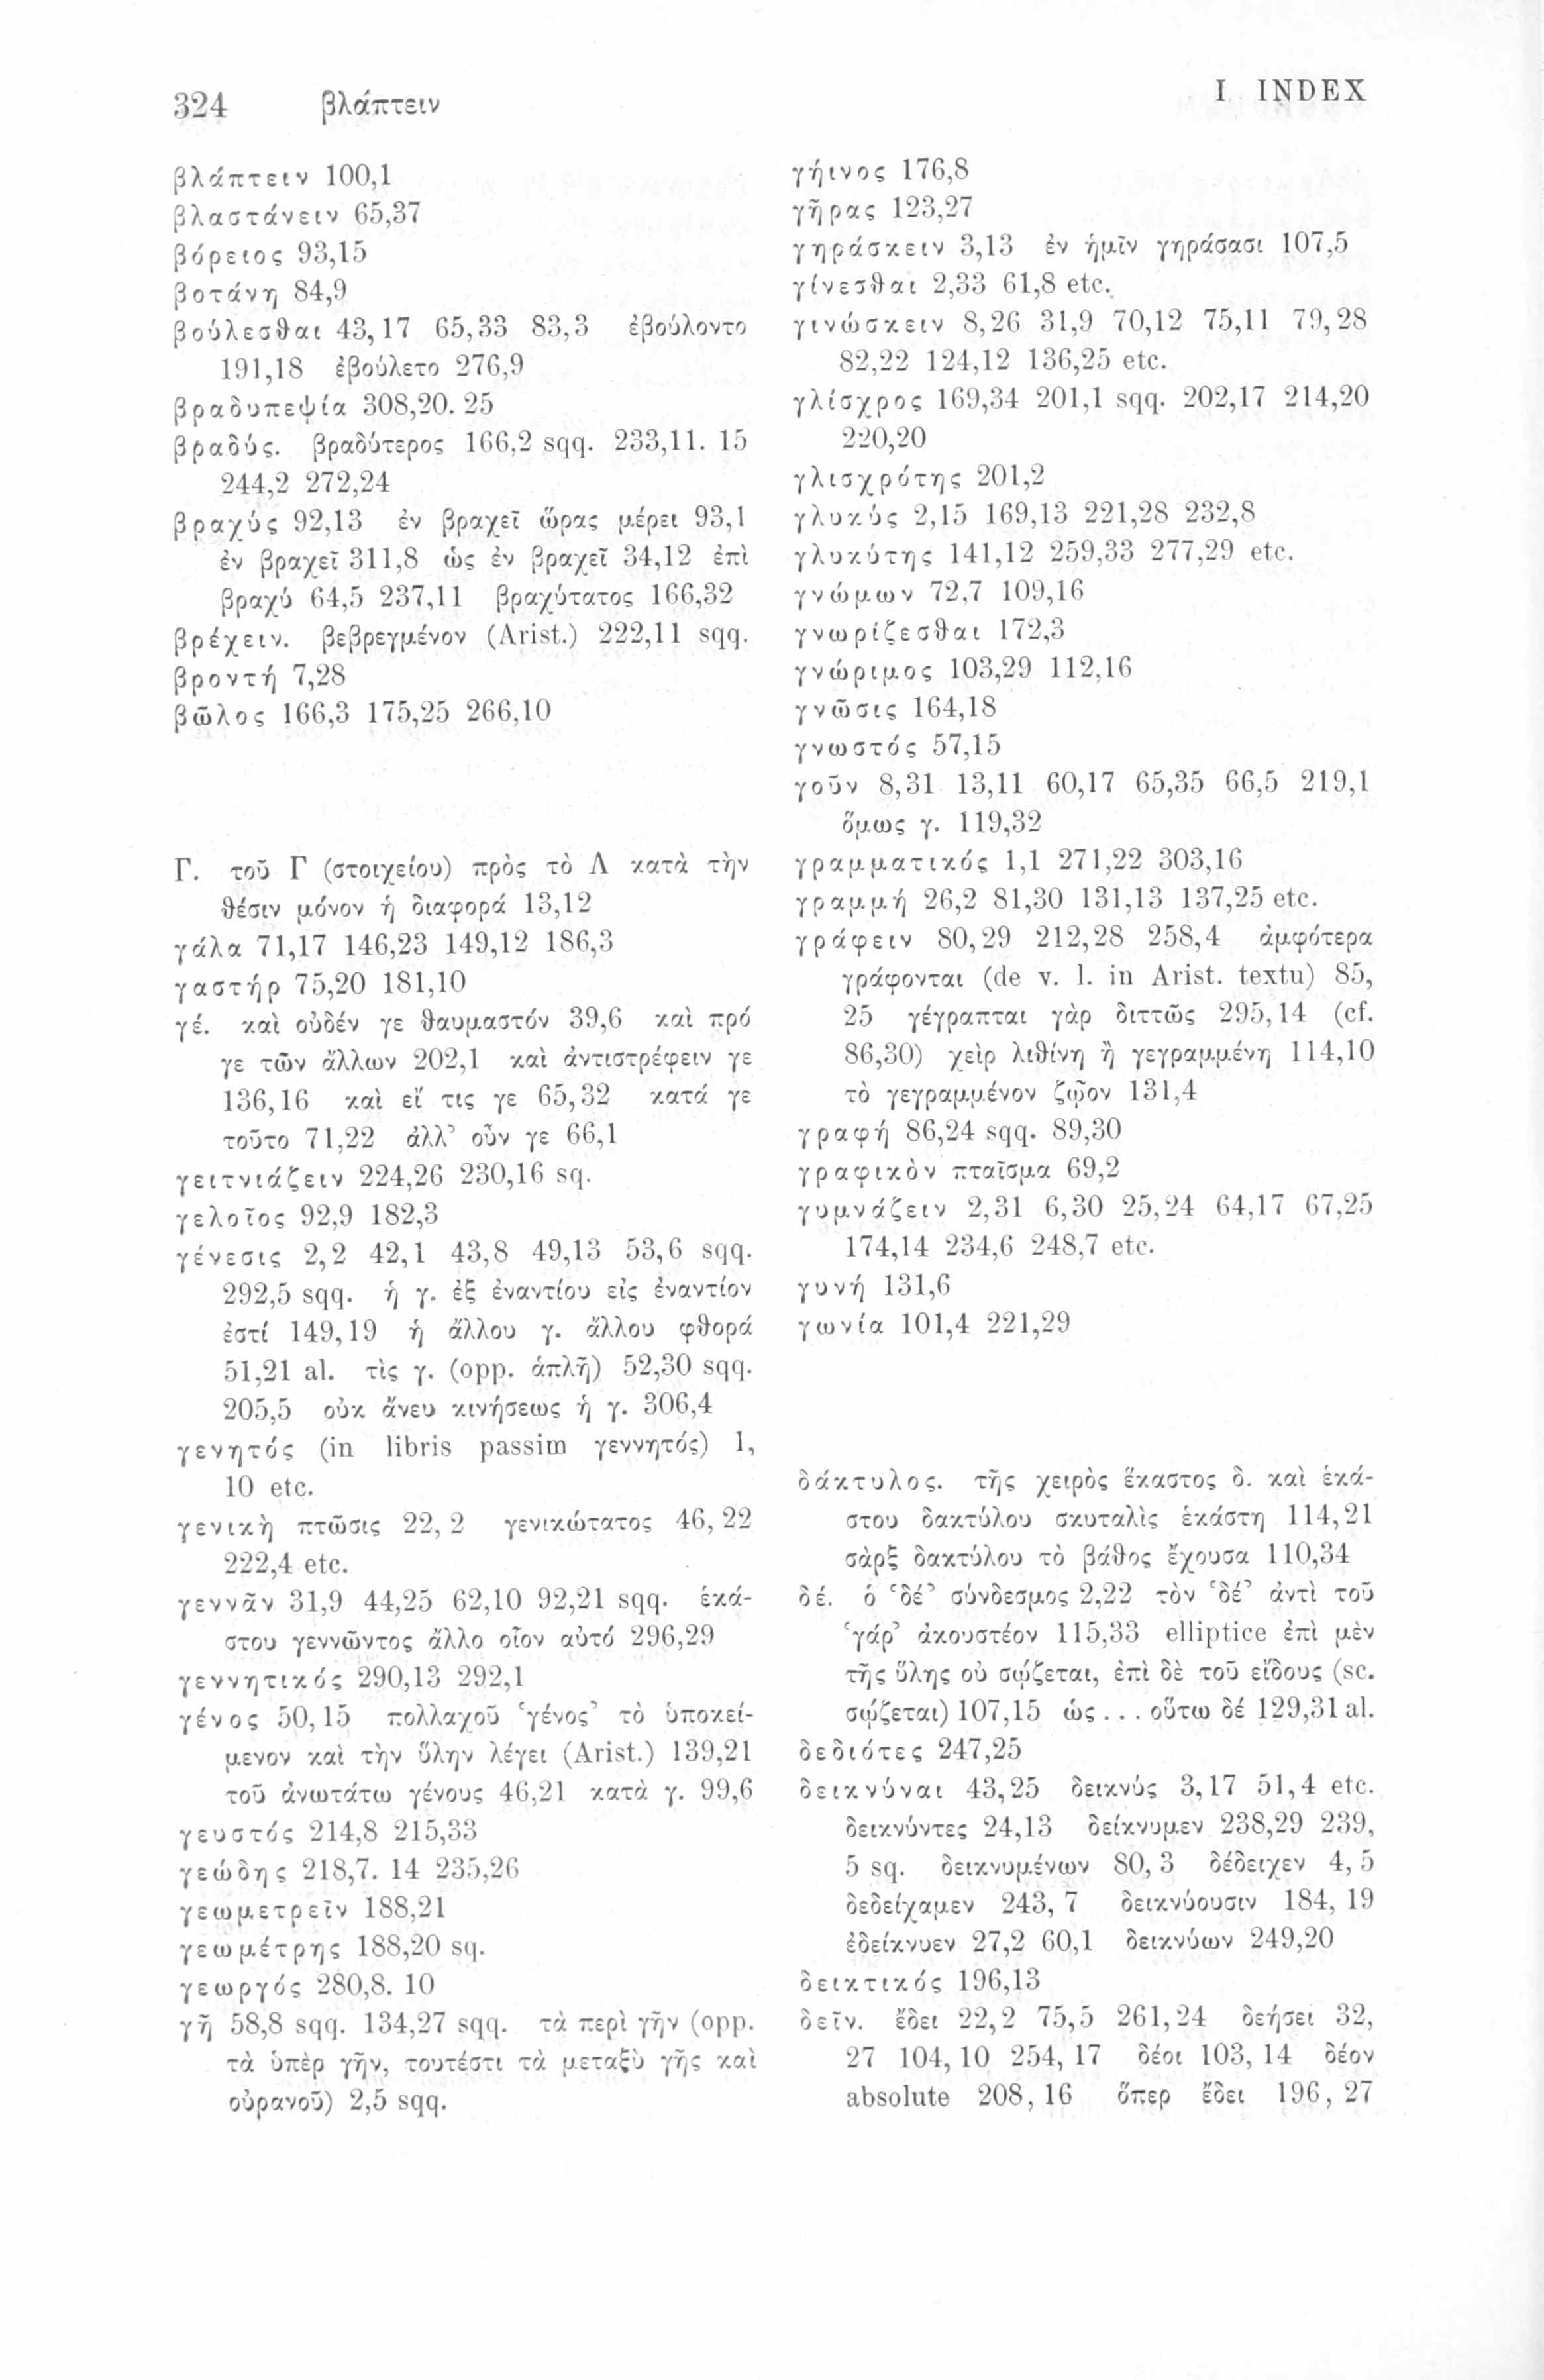 324 βλάπτειν I INDEX
βλάπτειν 100,1
βλαστάνειν 65,37
βόρειος 93,15
βοτάνη 84,9
βούλεσθαι 43,17 65,33 83,3 ἐβούλοντο
191,18 ἐβούλετο 276,9
βραδυπεψία 308,20. 25
βραδύς. βραδύτερος 166,2 sqq. 233,11. 15
244,2 272,24
βραχύς 92,13 ἐν βραχεῖ ὥρας μέρει 93,1
ἐν βραχεῖ 311,8 ὡς ἐν βραχεῖ 34,12 ἐπὶ
βραχύ 64,5 237,11 βραχύτατος 166,32
βρέχειν. βεβρεγμένον (Arist.) 222,11 sqq.
βροντή 7,28
βῶλος 166,3 175,25 266,10
Γ. τοῦ Γ (στοιχείου) πρὸς τὸ Λ κατὰ τὴν
θέσιν μόνον ἡ διαφορά 13,12
γάλα 71,17 146,23 149,12 186,3
γαστήρ 75,20 181,10
γέ. καὶ οὐδέν γε θαυμαστόν 39,6 καὶ πρό
γε τῶν ἄλλων 202,1 καὶ ἀντιστρέφειν γε
136,16 καὶ εἴ τις γε 65,32 κατά γε
τοῦτο 71,22 ἀλλ’ οὖν γε 66,1
γειτνιάζειν 224,26 230,16 sq.
γελοῖος 92,9 182,3
γένεσις 2,2 42,1 43,8 49,13 53,6 sqq.
292,5 sqq. ἡ γ. ἐξ ἐναντίου εἰς ἐναντίον
ἐστί 149,19 ἡ ἄλλου γ. ἄλλου φθορά
51,21 al. τὶς γ. (opp. ἁπλῆ) 52,30 sqq.
205,5 οὐκ ἄνευ κινήσεως ἡ γ. 306,4
γενητός (in libris passim γεννητός) 1,
10 etc.
γενικὴ πτῶσις 22,2 γενικώτατος 46,22
222,4 etc.
γεννᾶν 31,9 44,25 62,10 92,21 sqq. ἑκά-
στου γεννῶντος ἄλλο οἷον αὐτό 296,29
γεννητικός 290,13 292,1
γένος 50,15 πολλαχοῦ ‘γένος’ τὸ ὑποκεί-
μενον καὶ τὴν ὕλην λέγει (Arist.) 139,21
τοῦ ἀνωτάτω γένους 46,21 κατὰ γ. 99,6
γευστός 214,8 215,33
γεώδης 218,7. 14 235,26
γεωμετρεῖν 188,21
γεωμέτρης 188,20 sq.
γεωργός 280,8. 10
γῆ 58,8 sqq. 134,27 sqq. τὰ περὶ γῆν (opp.
τὰ ὑπὲρ γῆν, τουτέστι τὰ μεταξὺ γῆς καὶ
οὐρανοῦ) 2,5 sqq.
γήινος 176,8
γῆρας 123,27
γηράσκειν 3,13 ἐν ἡμῖν γηράσασι 107,5
γίνεσθαι 2,33 61,8 etc.
γινώσκειν 8,26 31,9 70,12 75,11 79,28
82,22 124,12 136,25 etc.
γλίσχρος 169,34 201,1 sqq. 202,17 214,20
220,20
γλισχρότης 201,2
γλυκύς 2,15 169,13 221,28 232,8
γλυκύτης 141,12 259,33 277,29 etc.
γνώμων 72,7 109,16
γνωρίζεσθαι 172,3
γνώριμος 103,29 112,16
γνῶσις 164,18
γνωστός 57,15
γοῦν 8,31 13,11 60,17 65,35 66,5 219,1
ὅμως γ. 119,32
γραμματικός 1,1 271,22 303,16
γραμμή 26,2 81,30 131,13 137,25 etc.
γράφειν 80,29 212,28 258,4 ἀμφότερα
γράφονται (de v. l. in Arist. textu) 85,
25 γέγραπται γὰρ διττῶς 295,14 (cf.
86,30) χεὶρ λιθίνη ἢ γεγραμμένη 114,10
τὸ γεγραμμένον ζῷον 131,4
γραφή 86,24 sqq. 89,30
γραφικὸν πταῖσμα 69,2
γυμνάζειν 2,31 6,30 25,24 64,17 67,25
174,14 234,6 248,7 etc.
γυνή 131,6
γωνία 101,4 221,29
δάκτυλος. τῆς χειρὸς ἕκαστος δ. καὶ ἑκά-
στου δακτύλου σκυταλὶς ἑκάστη 114,21
σὰρξ δακτύλου τὸ βάθος ἔχουσα 110,34
δέ. ὁ ‘δέ’ σύνδεσμος 2,22 τὸν ‘δέ’ ἀντὶ τοῦ
‘γάρ’ ἀκουστέον 115,33 elliptice ἐπὶ μὲν
τῆς ὕλης οὐ σῴζεται, ἐπὶ δὲ τοῦ εἴδους (sc.
σῴζεται) 107,15 ὡς ... οὕτω δέ 129,31 al.
δεδιότες 247,25
δεικνύναι 43,25 δεικνύς 3,17 51,4 etc.
δεικνύντες 24,13 δείκνυμεν 238,29 239,
5 sq. δεικνυμένων 80,3 δέδειχεν 4,5
δεδείχαμεν 243,7 δεικνύουσιν 184,19
ἐδείκνυεν 27,2 60,1 δεικνύων 249,20
δεικτικός 196,13
δεῖν. ἔδει 22,2 75,5 261,24 δεήσει 32,
27 104,10 254,17 δέοι 103,14 δέον
absolute 208,16 ὅπερ ἔδει 196,27